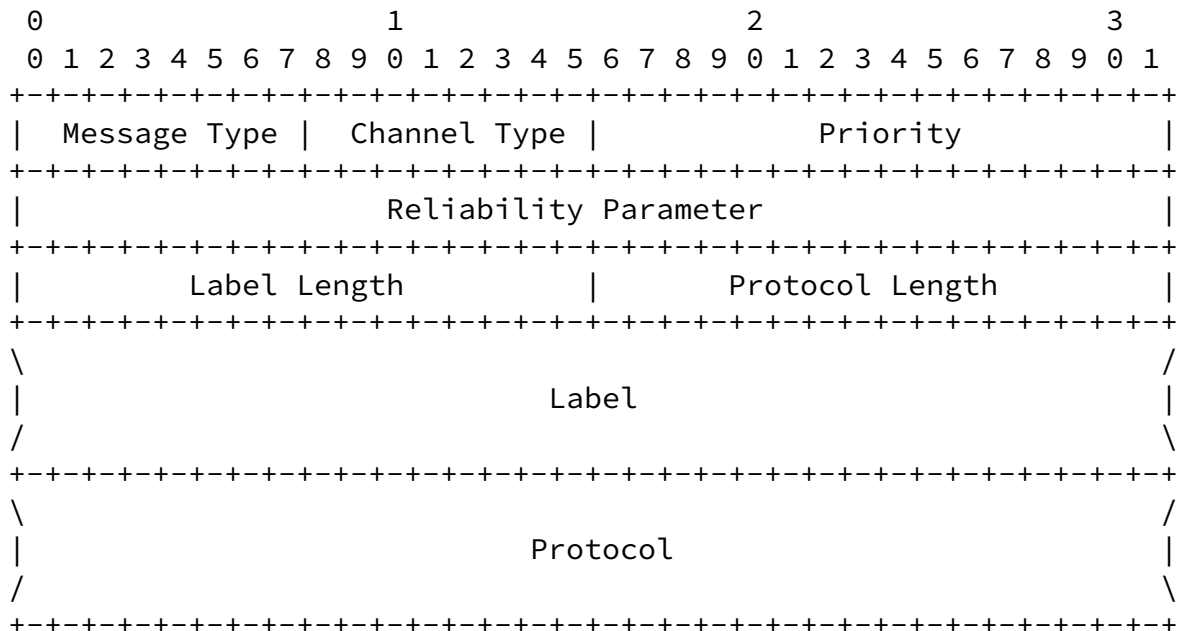 0                   1                   2                   3
 0 1 2 3 4 5 6 7 8 9 0 1 2 3 4 5 6 7 8 9 0 1 2 3 4 5 6 7 8 9 0 1
+-+-+-+-+-+-+-+-+-+-+-+-+-+-+-+-+-+-+-+-+-+-+-+-+-+-+-+-+-+-+-+-+
|  Message Type |  Channel Type |            Priority           |
+-+-+-+-+-+-+-+-+-+-+-+-+-+-+-+-+-+-+-+-+-+-+-+-+-+-+-+-+-+-+-+-+
|                    Reliability Parameter                      |
+-+-+-+-+-+-+-+-+-+-+-+-+-+-+-+-+-+-+-+-+-+-+-+-+-+-+-+-+-+-+-+-+
|         Label Length          |       Protocol Length         |
+-+-+-+-+-+-+-+-+-+-+-+-+-+-+-+-+-+-+-+-+-+-+-+-+-+-+-+-+-+-+-+-+
\                                                               /
|                             Label                             |
/                                                               \
+-+-+-+-+-+-+-+-+-+-+-+-+-+-+-+-+-+-+-+-+-+-+-+-+-+-+-+-+-+-+-+-+
\                                                               /
|                            Protocol                           |
/                                                               \
+-+-+-+-+-+-+-+-+-+-+-+-+-+-+-+-+-+-+-+-+-+-+-+-+-+-+-+-+-+-+-+-+